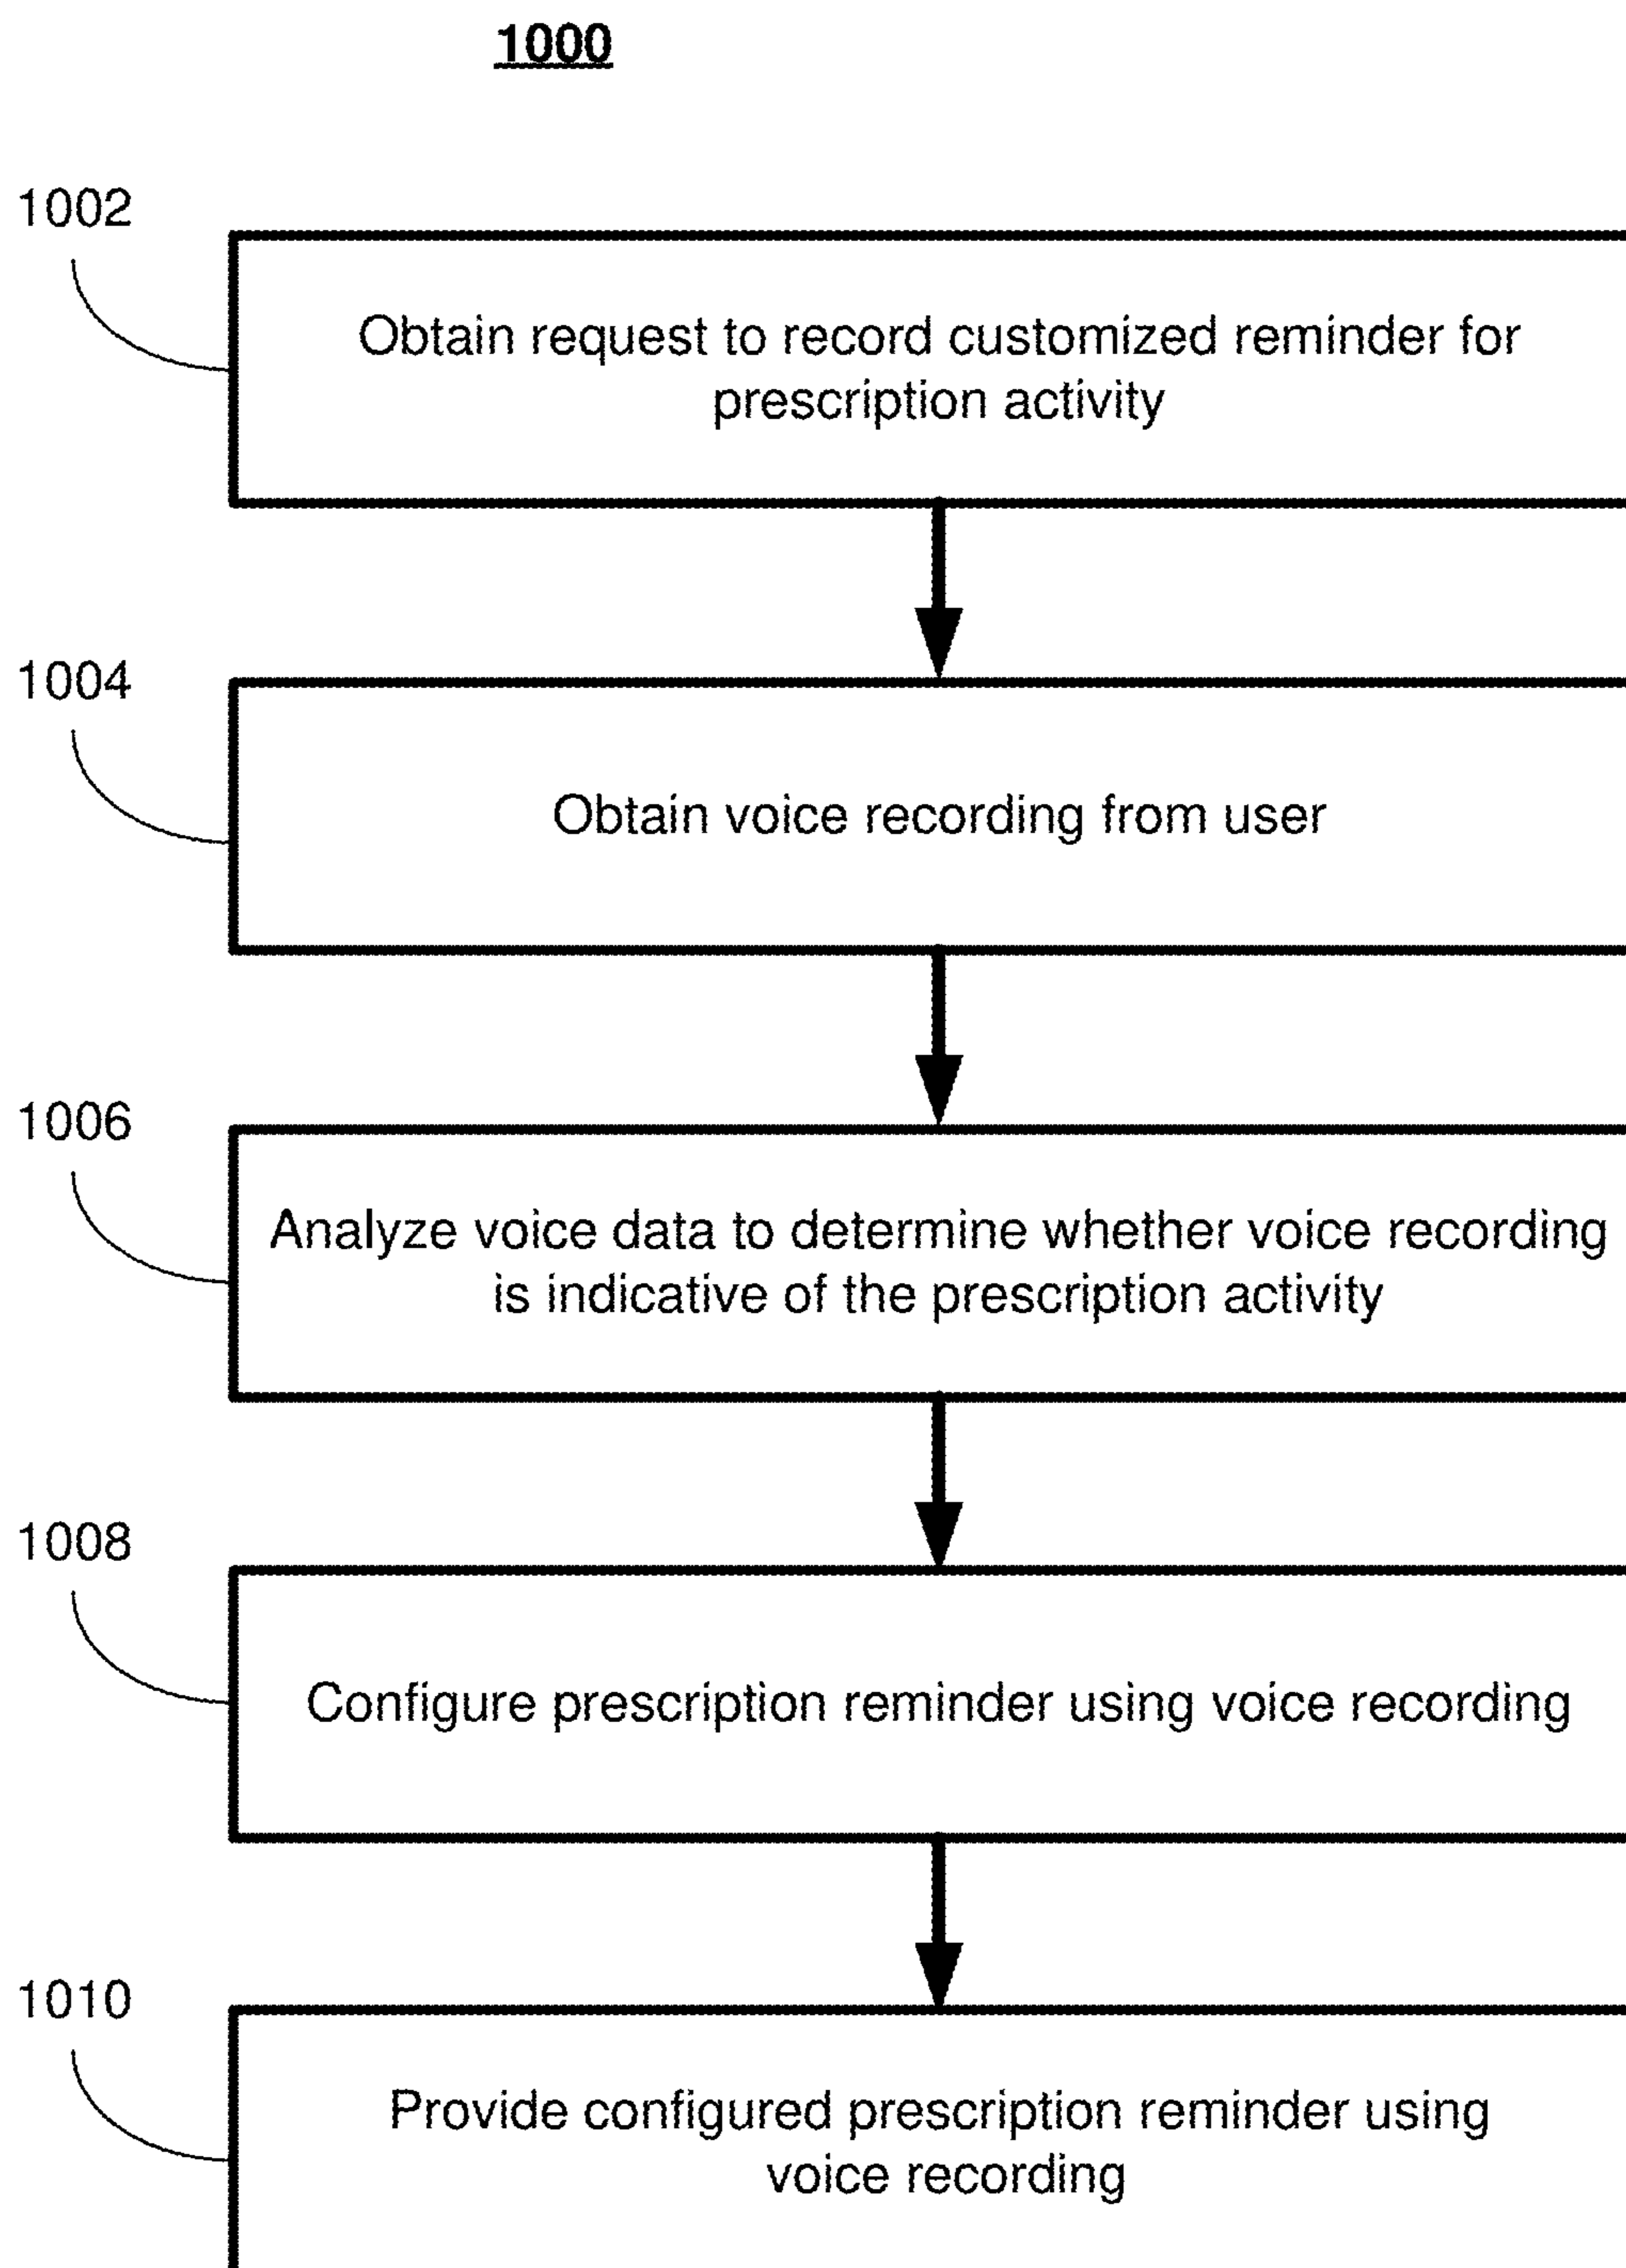 1000
1002
Obtain request to record customized reminder for
prescription activity
1004
Obtain voice recording from user
1006
Analyze voice data to determine whether voice recording
is indicative of the prescription activity
1008
Configure prescription reminder using voice recording
1010
Provide configured prescription reminder using
voice recording